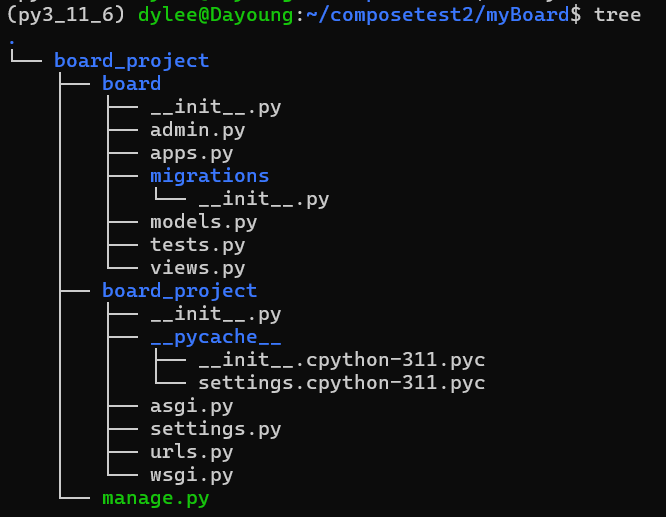 (py3_11_6) dylee@Dayoung:~/composetest2/myBoard$ tree
.
└── board_project
    ├── board
    │   ├── __init__.py
    │   ├── admin.py
    │   ├── apps.py
    │   ├── migrations
    │   │   └── __init__.py
    │   ├── models.py
    │   ├── tests.py
    │   └── views.py
    ├── board_project
    │   ├── __init__.py
    │   ├── __pycache__
    │   │   ├── __init__.cpython-311.pyc
    │   │   └── settings.cpython-311.pyc
    │   ├── asgi.py
    │   ├── settings.py
    │   ├── urls.py
    │   └── wsgi.py
    └── manage.py